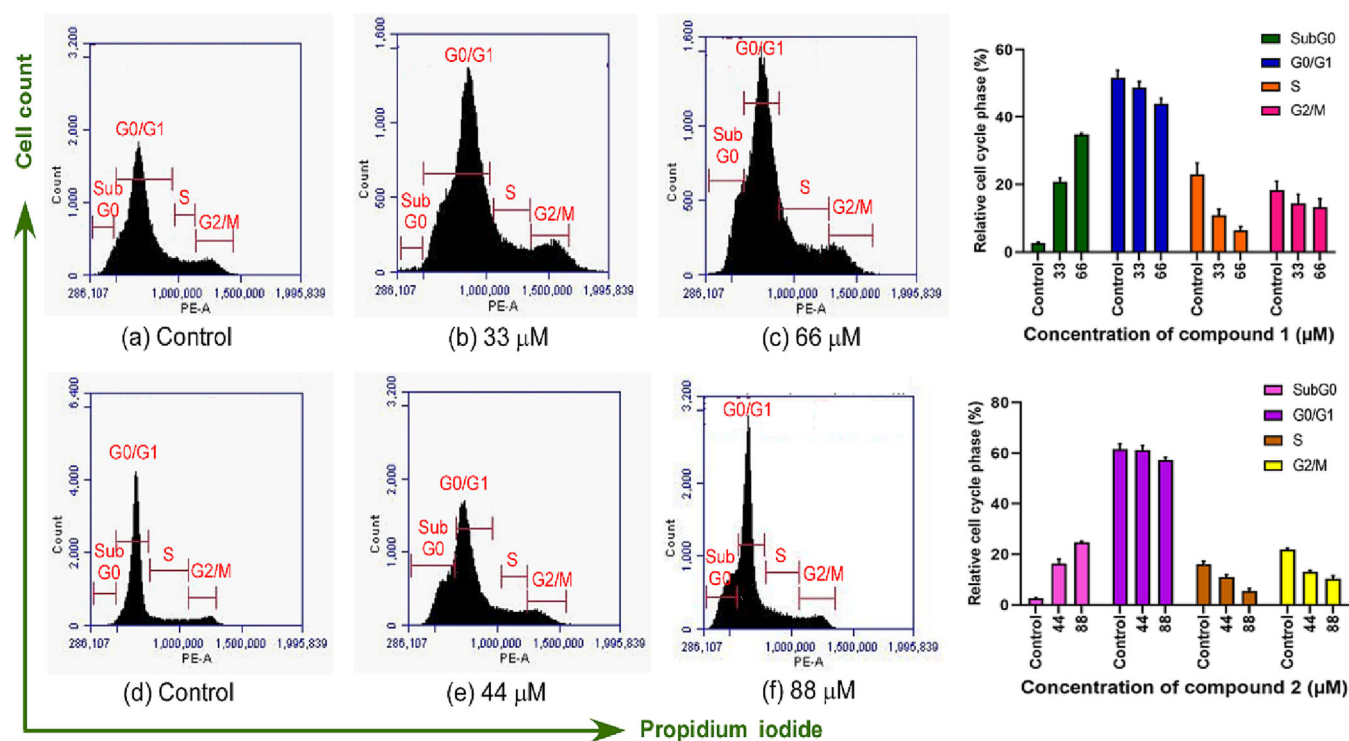 Cell count
3,200
2,000
1,000
0
Count
G0/G1
Sub
G0
S
G2/M
286,107
1,000,000
1,500,000
1,995,839
PE-A
(a) Control
1,600
1,000
500
0
Count
G0/G1
Sub
G0
S
G2/M
286,107
1,000,000
1,500,000
1,995,839
PE-A
(b) 33 μM
1,600
1,000
500
0
Count
G0/G1
Sub
G0
S
G2/M
286,107
1,000,000
1,500,000
1,995,839
PE-A
(c) 66 μM
Relative cell cycle phase (%)
60
40
20
0
SubG0
G0/G1
S
G2/M
Control
33
66
Control
33
66
Control
33
66
Control
33
66
Concentration of compound 1 (μM)
6,400
4,000
2,000
0
Count
G0/G1
Sub
G0
S
G2/M
286,107
1,000,000
1,500,000
1,995,839
PE-A
(d) Control
3,200
2,000
1,000
0
Count
G0/G1
Sub
G0
S
G2/M
286,107
1,000,000
1,500,000
1,995,839
PE-A
(e) 44 μM
3,200
2,000
1,000
0
Count
G0/G1
Sub
G0
S
G2/M
286,107
1,000,000
1,500,000
1,995,839
PE-A
(f) 88 μM
Relative cell cycle phase (%)
80
60
40
20
0
SubG0
G0/G1
S
G2/M
Control
44
88
Control
44
88
Control
44
88
Control
44
88
Concentration of compound 2 (μM)
Propidium iodide